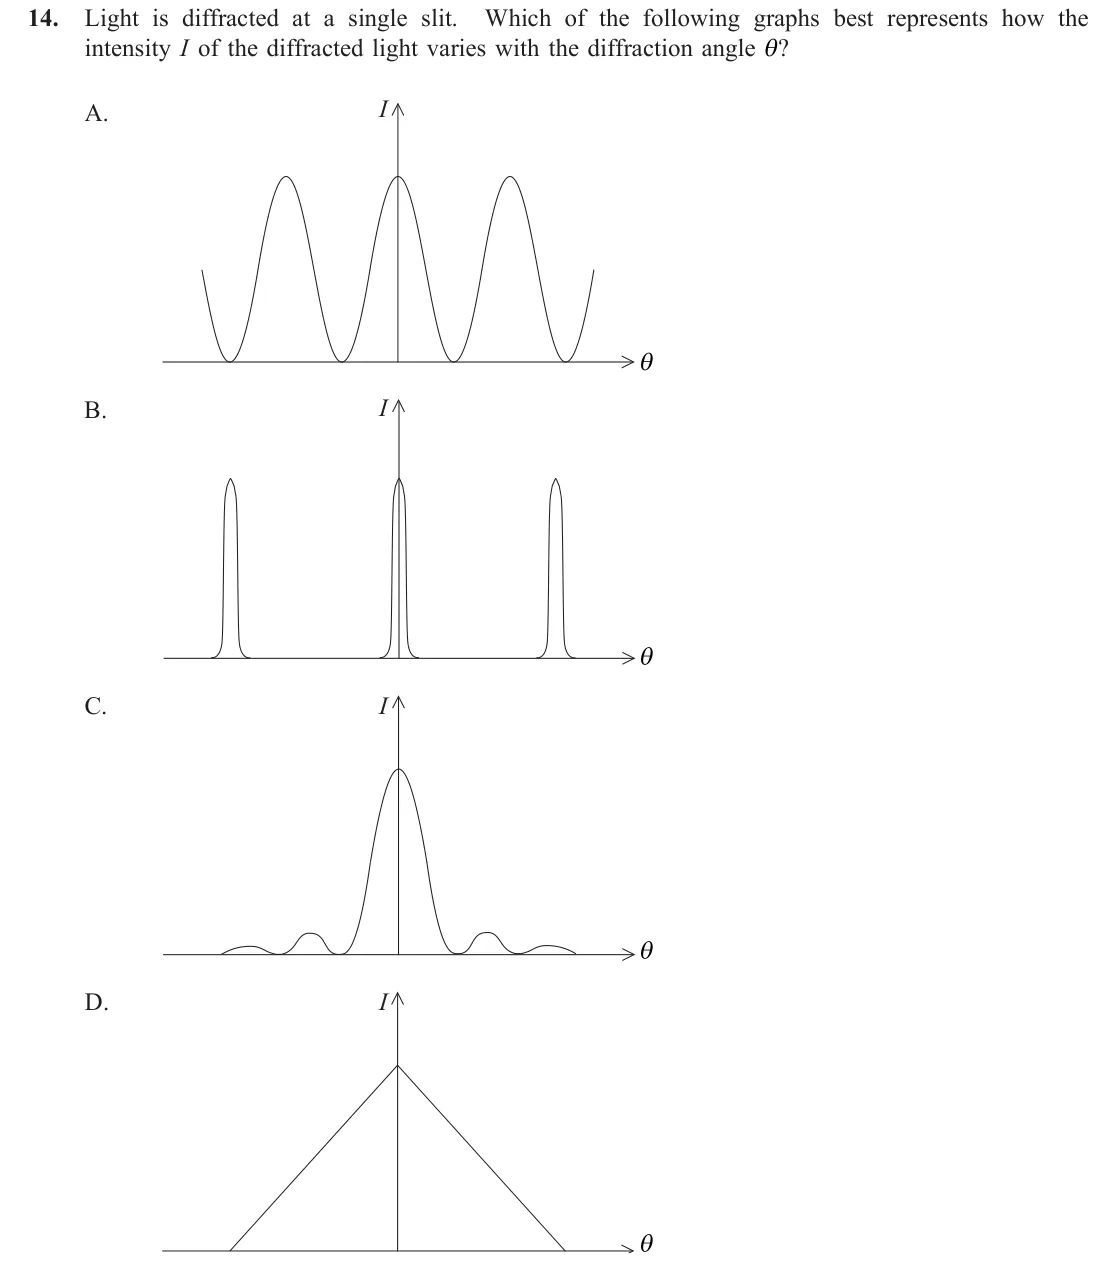 14. Light is diffracted at a single slit. Which of the following graphs best represents how the
intensity I of the diffracted light varies with the diffraction angle θ?
A.
I
θ
B.
I
θ
C.
I
θ
D.
I
θ